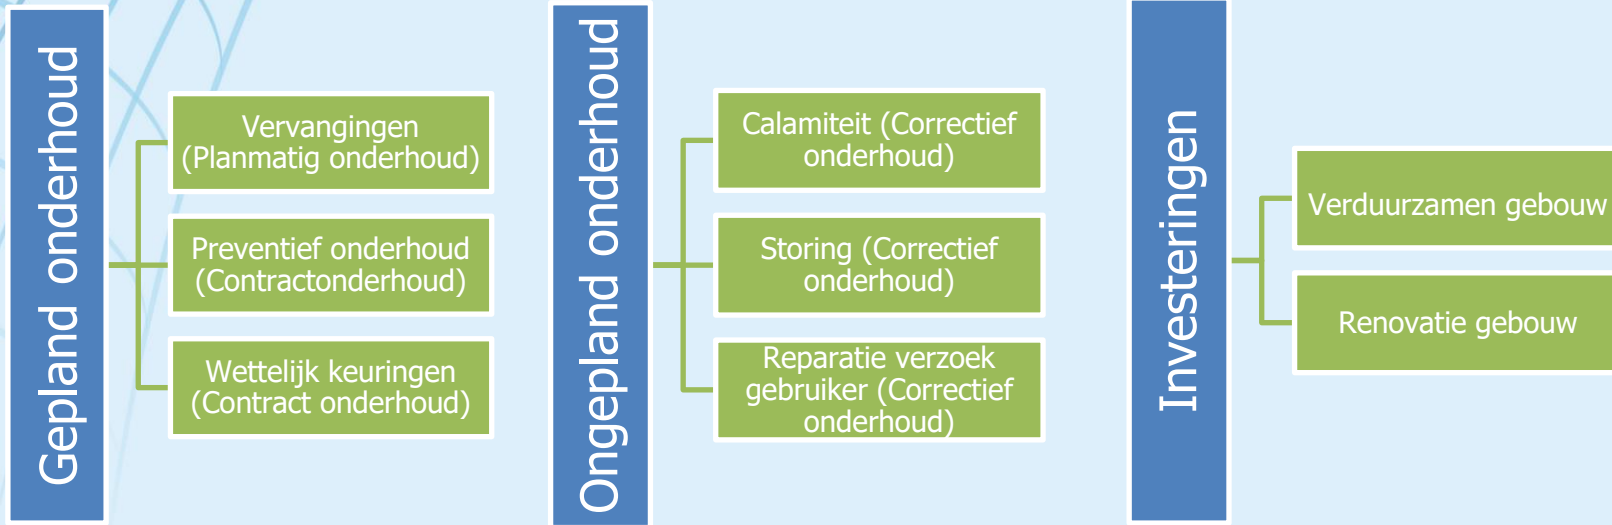 Gepland onderhoud
Vervangingen
(Planmatig onderhoud)
Preventief onderhoud
(Contractonderhoud)
Wettelijk keuringen
(Contract onderhoud)
Ongepland onderhoud
Calamiteit (Correctief
onderhoud)
Storing (Correctief
onderhoud)
Reparatie verzoek
gebruiker (Correctief
onderhoud)
Investeringen
Verduurzamen gebouw
Renovatie gebouw